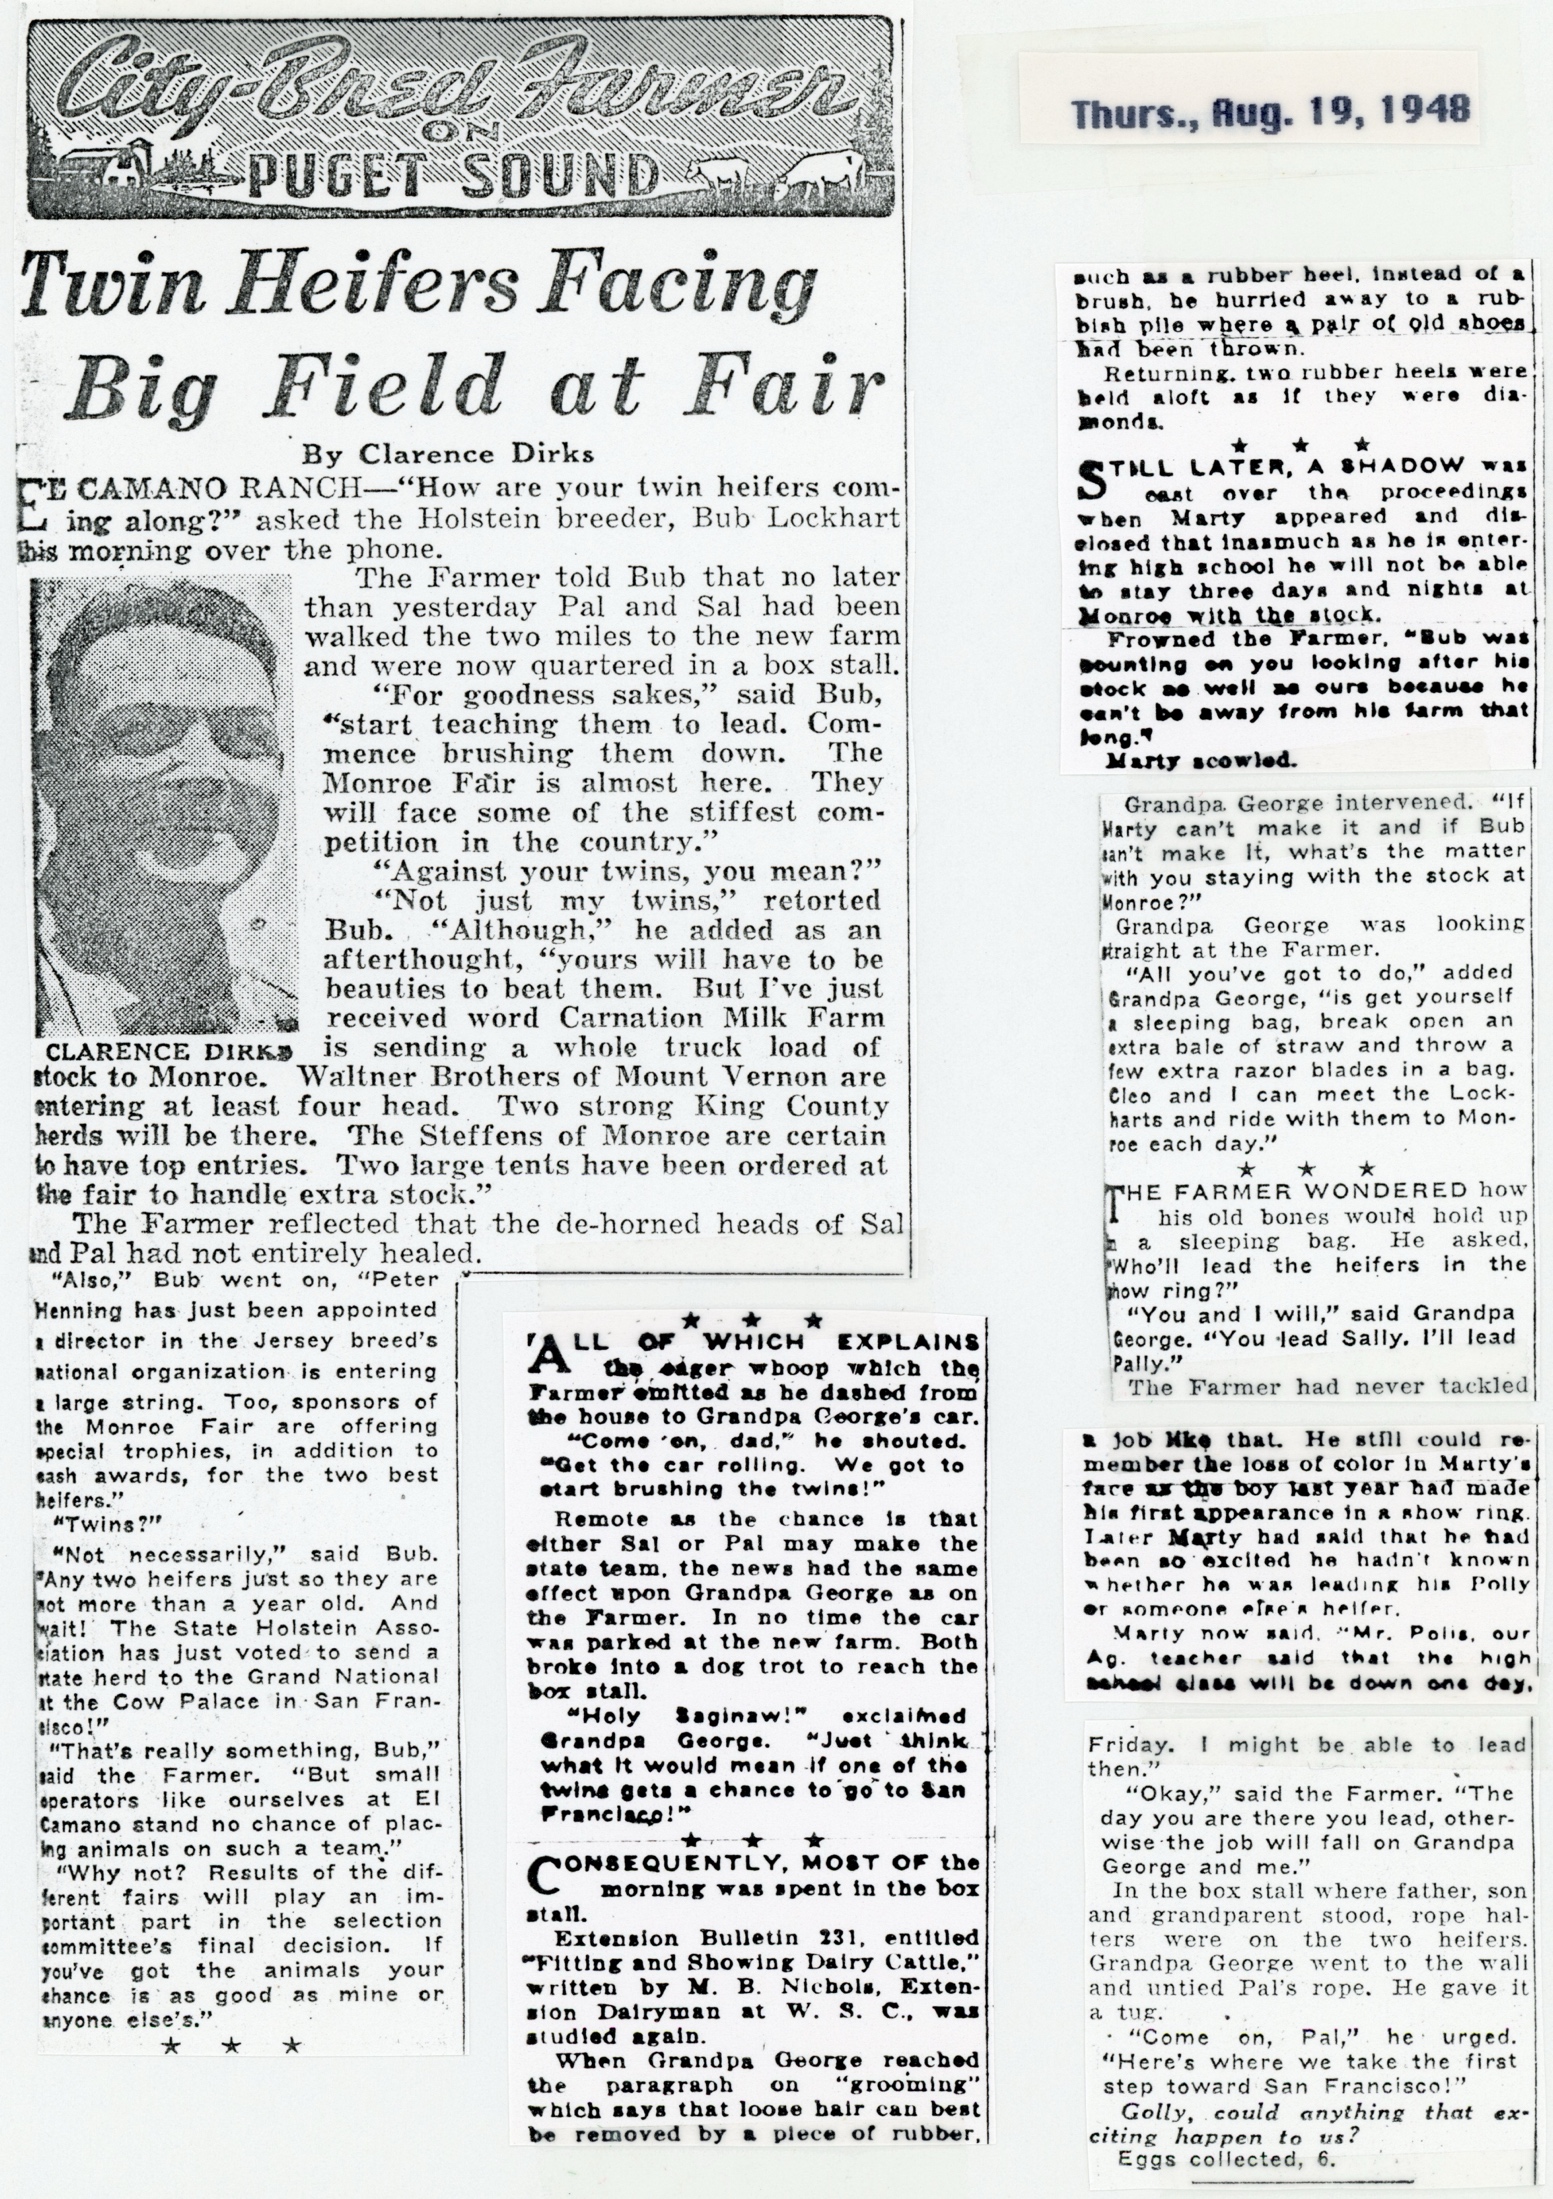 City-Bred Farmer
ON
PUGET SOUND
Thurs., Aug. 19, 1948
Twin Heifers Facing
Big Field at Fair
By Clarence Dirks
CAMANO RANCH—“How are your twin heifers com-
ing along?” asked the Holstein breeder, Bub Lockhart
this morning over the phone.
The Farmer told Bub that no later
than yesterday Pal and Sal had been
walked the two miles to the new farm
and were now quartered in a box stall.
“For goodness sakes,” said Bub,
“start teaching them to lead. Com-
mence brushing them down. The
Monroe Fair is almost here. They
will face some of the stiffest com-
petition in the country.”
“Against your twins, you mean?”
“Not just my twins,” retorted
Bub. “Although,” he added as an
afterthought, “yours will have to be
beauties to beat them. But I’ve just
received word Carnation Milk Farm
CLARENCE DIRKS
is sending a whole truck load of
stock to Monroe. Waltner Brothers of Mount Vernon are
entering at least four head. Two strong King County
herds will be there. The Steffens of Monroe are certain
to have top entries. Two large tents have been ordered at
the fair to handle extra stock.”
The Farmer reflected that the de-horned heads of Sal
and Pal had not entirely healed.
“Also,” Bub went on, “Peter
Henning has just been appointed
a director in the Jersey breed’s
national organization is entering
a large string. Too, sponsors of
the Monroe Fair are offering
special trophies, in addition to
cash awards, for the two best
heifers.”
“Twins?”
“Not necessarily,” said Bub.
“Any two heifers just so they are
not more than a year old. And
wait! The State Holstein Asso-
ciation has just voted to send a
state herd to the Grand National
at the Cow Palace in San Fran-
cisco!”
“That’s really something, Bub,”
said the Farmer. “But small
operators like ourselves at El
Camano stand no chance of plac-
ing animals on such a team.”
“Why not? Results of the dif-
ferent fairs will play an im-
portant part in the selection
committee’s final decision. If
you’ve got the animals your
chance is as good as mine or
anyone else’s.”
★ ★ ★
★ ★ ★
ALL OF WHICH EXPLAINS
the eager whoop which the
Farmer emitted as he dashed from
the house to Grandpa George’s car.
“Come on, dad,” he shouted.
“Get the car rolling. We got to
start brushing the twins!”
Remote as the chance is that
either Sal or Pal may make the
state team, the news had the same
effect upon Grandpa George as on
the Farmer. In no time the car
was parked at the new farm. Both
broke into a dog trot to reach the
box stall.
“Holy Saginaw!” exclaimed
Grandpa George. “Just think
what it would mean if one of the
twins gets a chance to go to San
Francisco!”
★ ★ ★
CONSEQUENTLY, MOST OF the
morning was spent in the box
stall.
Extension Bulletin 231, entitled
“Fitting and Showing Dairy Cattle,”
written by M. B. Nichols, Exten-
sion Dairyman at W. S. C., was
studied again.
When Grandpa George reached
the paragraph on “grooming”
which says that loose hair can best
be removed by a piece of rubber,
such as a rubber heel, instead of a
brush, he hurried away to a rub-
bish pile where a pair of old shoes
had been thrown.
Returning, two rubber heels were
held aloft as if they were dia-
monds.
★ ★ ★
STILL LATER, A SHADOW was
cast over the proceedings
when Marty appeared and dis-
closed that inasmuch as he is enter-
ing high school he will not be able
to stay three days and nights at
Monroe with the stock.
Frowned the Farmer, “Bub was
counting on you looking after his
stock as well as ours because he
can’t be away from his farm that
long.”
Marty scowled.
Grandpa George intervened. “If
Marty can’t make it and if Bub
can’t make it, what’s the matter
with you staying with the stock at
Monroe?”
Grandpa George was looking
straight at the Farmer.
“All you’ve got to do,” added
Grandpa George, “is get yourself
a sleeping bag, break open an
extra bale of straw and throw a
few extra razor blades in a bag.
Cleo and I can meet the Lock-
harts and ride with them to Mon-
roe each day.”
★ ★ ★
THE FARMER WONDERED how
his old bones would hold up
in a sleeping bag. He asked,
“Who’ll lead the heifers in the
show ring?”
“You and I will,” said Grandpa
George. “You lead Sally. I’ll lead
Pally.”
The Farmer had never tackled
a job like that. He still could re-
member the loss of color in Marty’s
face as the boy last year had made
his first appearance in a show ring.
Later Marty had said that he had
been so excited he hadn’t known
whether he was leading his Polly
or someone else’s heifer.
Marty now said, “Mr. Polis, our
Ag. teacher said that the high
school class will be down one day,
Friday. I might be able to lead
then.”
“Okay,” said the Farmer. “The
day you are there you lead, other-
wise the job will fall on Grandpa
George and me.”
In the box stall where father, son
and grandparent stood, rope hal-
ters were on the two heifers.
Grandpa George went to the wall
and untied Pal’s rope. He gave it
a tug.
“Come on, Pal,” he urged.
“Here’s where we take the first
step toward San Francisco!”
Golly, could anything that ex-
citing happen to us?
Eggs collected, 6.